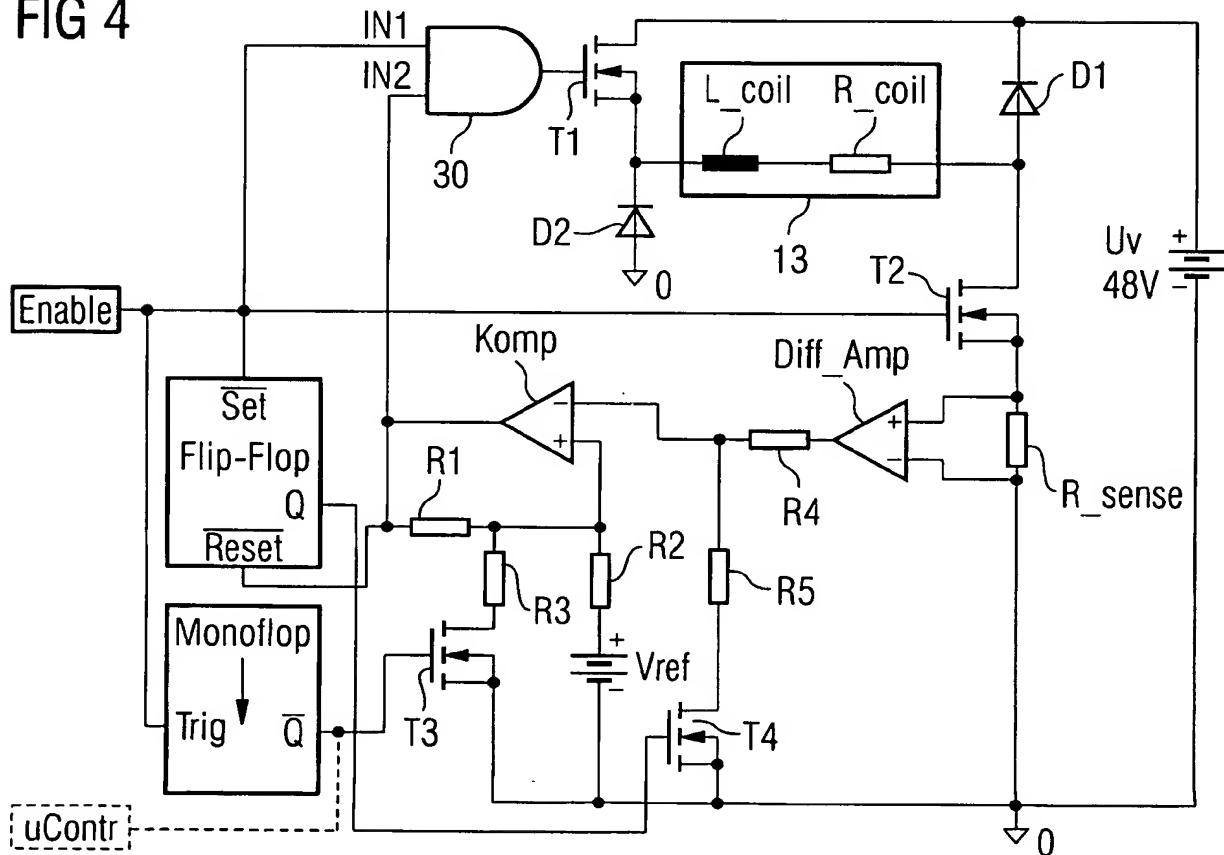 FIG 4
IN1
IN2
30
T1
L_coil
R_coil
D1
13
D2
0
Uv
48V
+
−
T2
Enable
Komp
−
+
Diff_Amp
+
−
R_sense
Set
Flip-Flop
Q
Reset
R1
R2
R3
R4
R5
Monoflop
Trig
Q
T3
+
−
Vref
T4
uContr
0